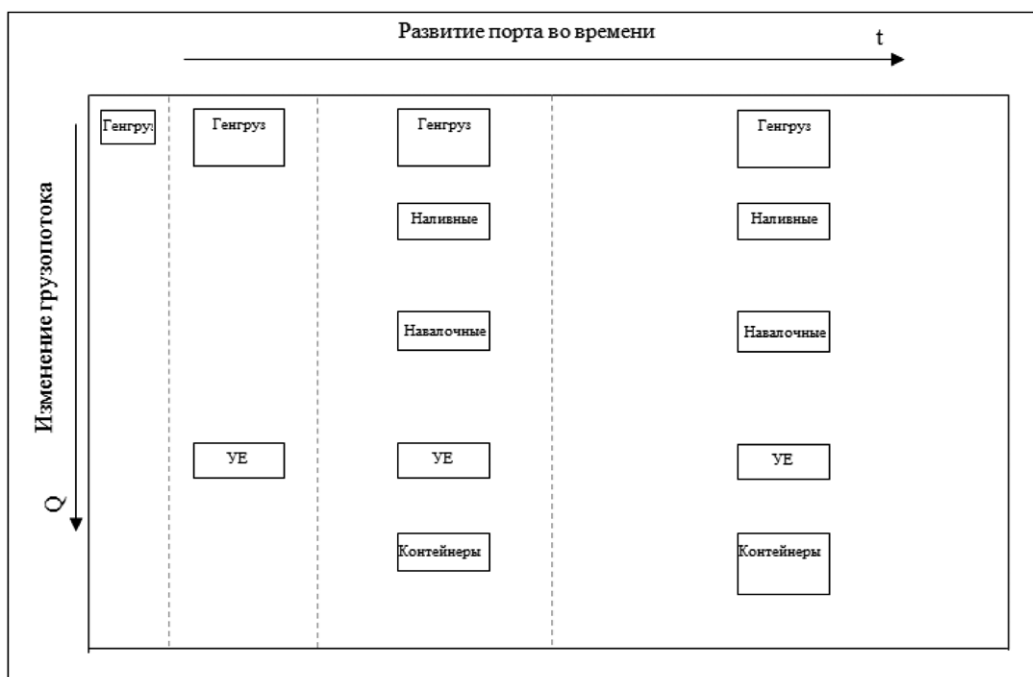 Развитие порта во времени
t
Изменение грузопотока
Q
Генгруз
Генгруз
Генгруз
Генгруз
Наливные
Наливные
Навалочные
Навалочные
УЕ
УЕ
УЕ
Контейнеры
Контейнеры